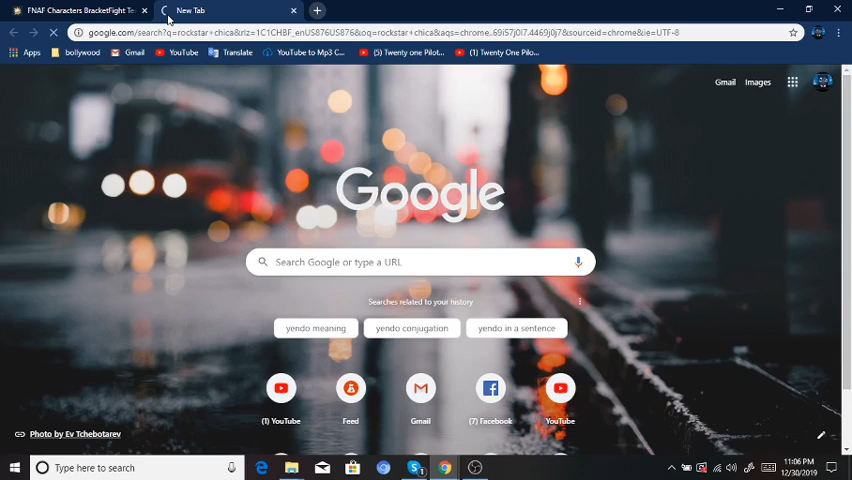 FNAF Characters BracketFight Te
New Tab
google.com/search?q=rockstar+chica&rlz=1C1CHBF_enUS876US876&oq=rockstar+chica&aqs=chrome..69i57j0l7.4469j0j7&sourceid=chrome&ie=UTF-8
Apps bollywood Gmail YouTube Translate YouTube to Mp3 C... (5) Twenty one Pilot... (1) Twenty One Pilo...
Gmail Images
Google
Search Google or type a URL
Searches related to your history
yendo meaning yendo conjugation yendo in a sentence
(1) YouTube Feed Gmail (7) Facebook YouTube
Photo by Ev Tchebotarev
Type here to search
1
11:06 PM
12/30/2019